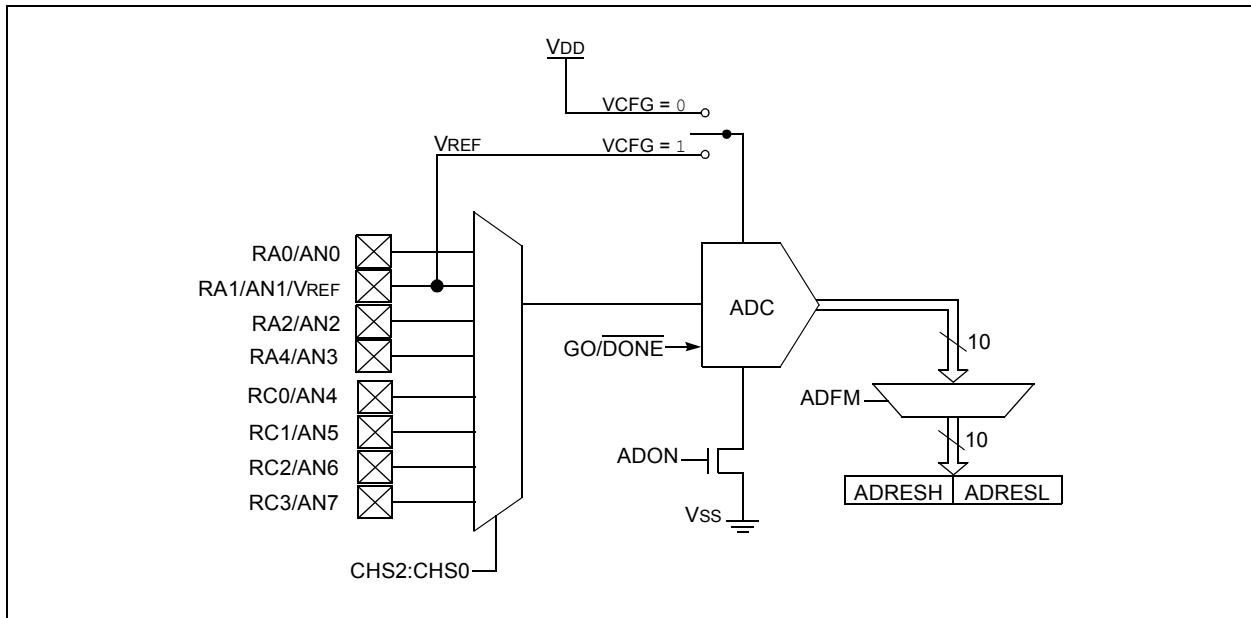 VDD
VCFG = 0
VREF
VCFG = 1
RA0/AN0
RA1/AN1/VREF
RA2/AN2
ADC
RA4/AN3
GO/DONE
10
RC0/AN4
ADFM
RC1/AN5
10
RC2/AN6
ADON
RC3/AN7
ADRESH ADRESL
VSS
CHS2:CHS0